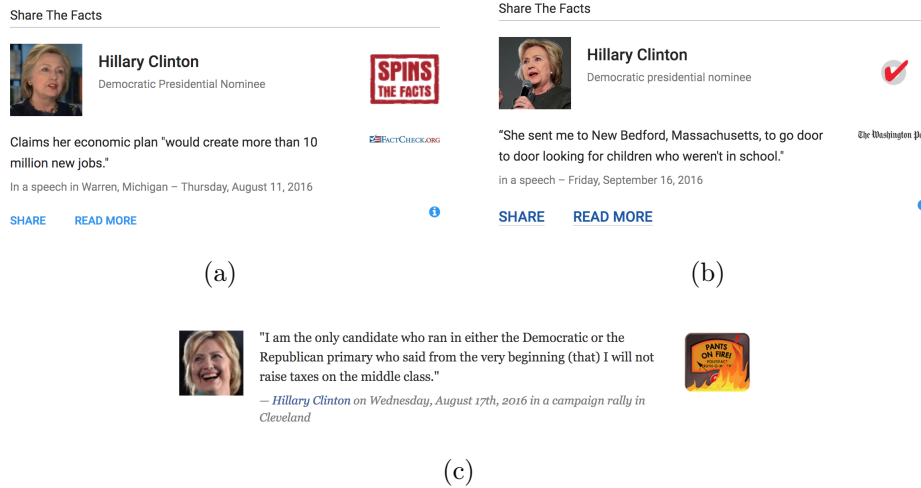 Share The Facts
Hillary Clinton
Democratic Presidential Nominee
SPINS
THE FACTS
Claims her economic plan "would create more than 10
million new jobs."
FACTCHECK.ORG
In a speech in Warren, Michigan – Thursday, August 11, 2016
SHARE READ MORE
(a)
Share The Facts
Hillary Clinton
Democratic presidential nominee
“She sent me to New Bedford, Massachusetts, to go door
to door looking for children who weren't in school."
The Washington Po
in a speech – Friday, September 16, 2016
SHARE READ MORE
(b)
"I am the only candidate who ran in either the Democratic or the
Republican primary who said from the very beginning (that) I will not
raise taxes on the middle class."
— Hillary Clinton on Wednesday, August 17th, 2016 in a campaign rally in
Cleveland
PANTS
ON FIRE!
(c)